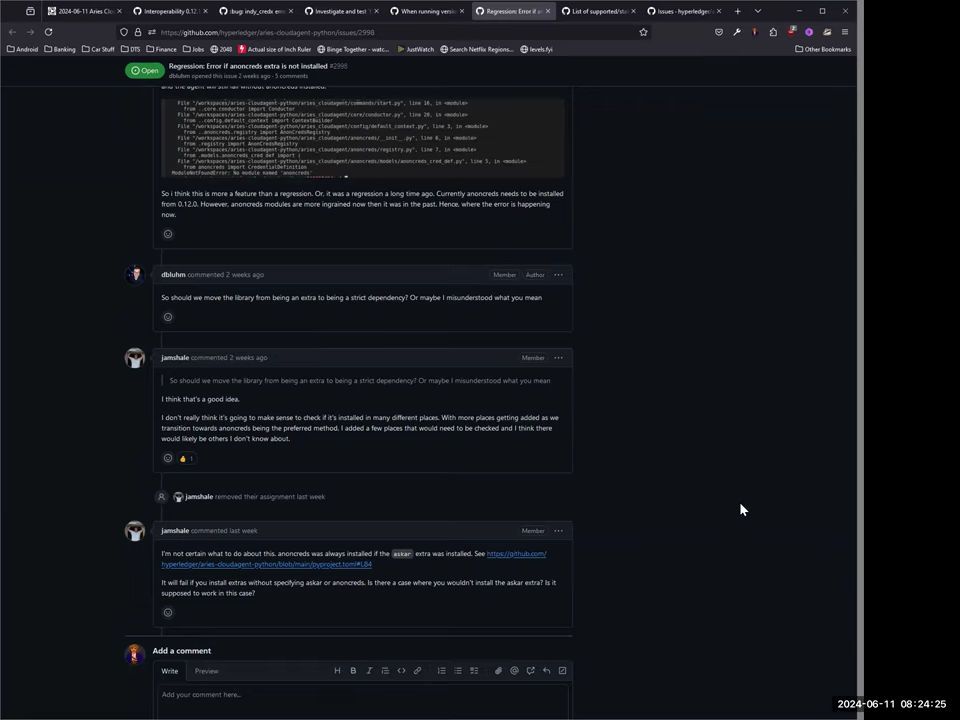 2024-06-11 Aries Cloud
Interoperability 0.12.
:bug: indy_credx em
Investigate and test
When running versi
Regression: Error if an
List of supported/star
Issues · hyperledger/a
https://github.com/hyperledger/aries-cloudagent-python/issues/2998
Android
Banking
Car Stuff
DTS
Finance
Jobs
2048
Actual size of Inch Ruler
Binge Together - watc...
JustWatch
Search Netflix Regions...
levels.fyi
Other Bookmarks
Open
Regression: Error if anoncreds extra is not installed #2998
dbluhm opened this issue 2 weeks ago · 5 comments
and the agent will still fail without anoncreds installed.
File "/workspaces/aries-cloudagent-python/aries_cloudagent/commands/start.py", line 16, in <module>
from ..core.conductor import Conductor
File "/workspaces/aries-cloudagent-python/aries_cloudagent/core/conductor.py", line 20, in <module>
from ..config.default_context import ContextBuilder
File "/workspaces/aries-cloudagent-python/aries_cloudagent/config/default_context.py", line 3, in <module>
from ..anoncreds.registry import AnonCredsRegistry
File "/workspaces/aries-cloudagent-python/aries_cloudagent/anoncreds/__init__.py", line 6, in <module>
from .registry import AnonCredsRegistry
File "/workspaces/aries-cloudagent-python/aries_cloudagent/anoncreds/registry.py", line 7, in <module>
from .models.anoncreds_cred_def import (
File "/workspaces/aries-cloudagent-python/aries_cloudagent/anoncreds/models/anoncreds_cred_def.py", line 5, in <module>
from anoncreds import CredentialDefinition
ModuleNotFoundError: No module named 'anoncreds'
So i think this is more a feature than a regression. Or, it was a regression a long time ago. Currently anoncreds needs to be installed
from 0.12.0. However, anoncreds modules are more ingrained now then it was in the past. Hence, where the error is happening
now.
dbluhm commented 2 weeks ago
Member
Author
So should we move the library from being an extra to being a strict dependency? Or maybe I misunderstood what you mean
jamshale commented 2 weeks ago
Member
So should we move the library from being an extra to being a strict dependency? Or maybe I misunderstood what you mean
I think that's a good idea.
I don't really think it's going to make sense to check if it's installed in many different places. With more places getting added as we
transition towards anoncreds being the preferred method. I added a few places that would need to be checked and I think there
would likely be others I don't know about.
1
jamshale removed their assignment last week
jamshale commented last week
Member
I'm not certain what to do about this. anoncreds was always installed if the askar extra was installed. See https://github.com/
hyperledger/aries-cloudagent-python/blob/main/pyproject.toml#L84
It will fail if you install extras without specifying askar or anoncreds. Is there a case where you wouldn't install the askar extra? Is it
supposed to work in this case?
Add a comment
Write
Preview
Add your comment here...
2024-06-11 08:24:25